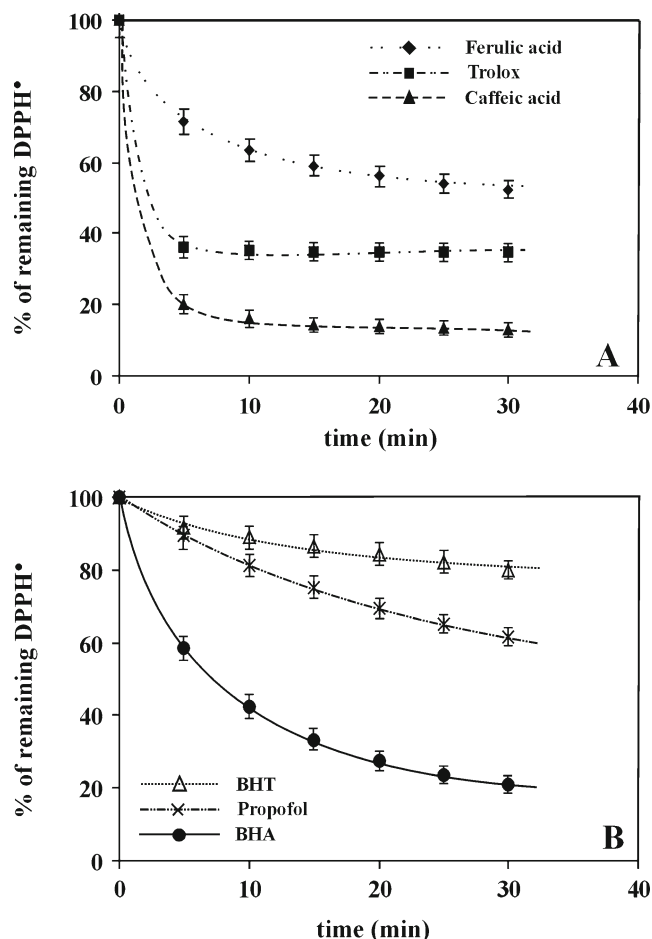 100
80
60
40
20
0
% of remaining DPPH•
Ferulic acid
Trolox
Caffeic acid
A
0 10 20 30 40
time (min)
100
80
60
40
20
0
% of remaining DPPH•
BHT
Propofol
BHA
B
0 10 20 30 40
time (min)